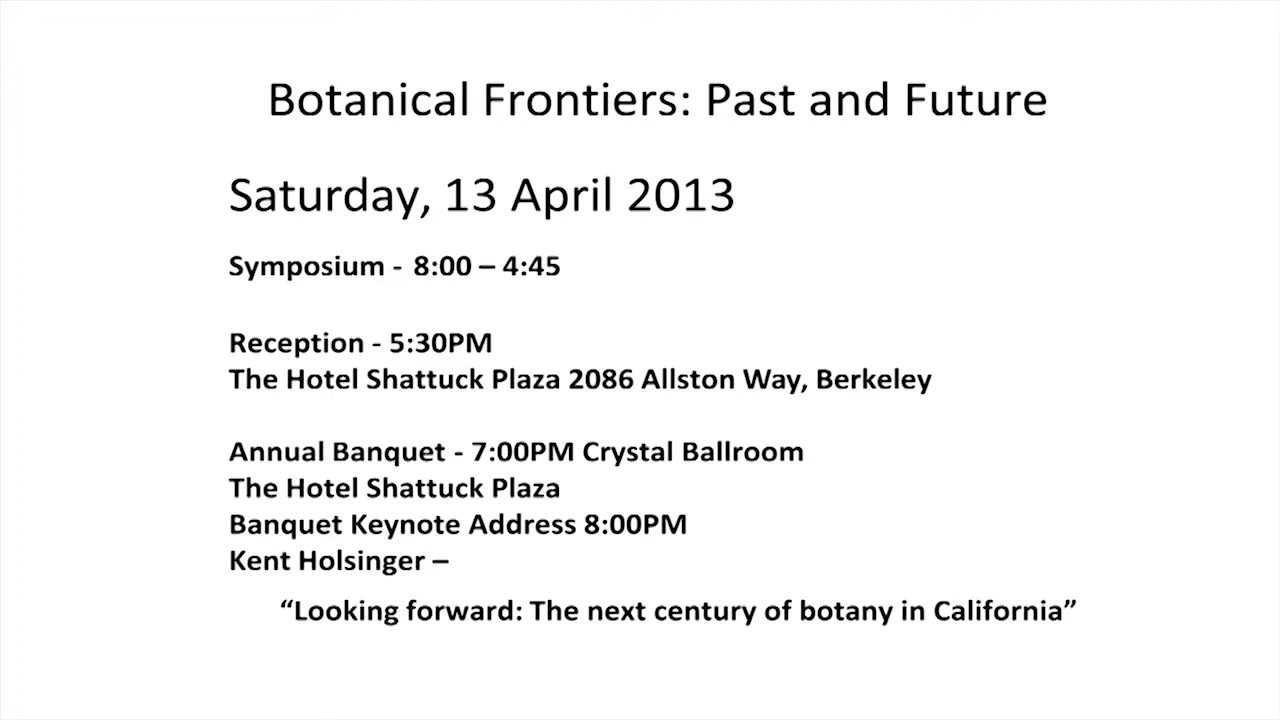 Botanical Frontiers: Past and Future
Saturday, 13 April 2013
Symposium - 8:00 – 4:45
Reception - 5:30PM
The Hotel Shattuck Plaza 2086 Allston Way, Berkeley
Annual Banquet - 7:00PM Crystal Ballroom
The Hotel Shattuck Plaza
Banquet Keynote Address 8:00PM
Kent Holsinger –
“Looking forward: The next century of botany in California”